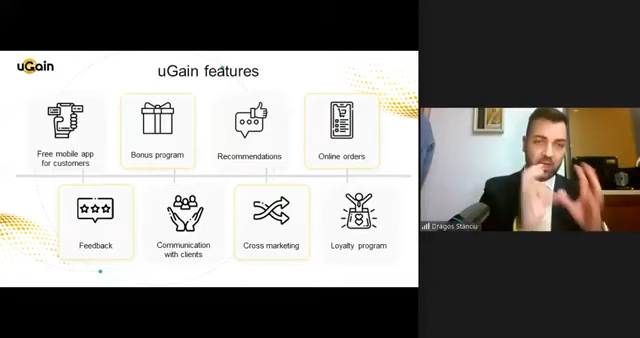 uGain
uGain features
Free mobile app
for customers
Bonus program
Recommendations
Online orders
Feedback
Communication
with clients
Cross marketing
Loyalty program
Dragos Stanciu